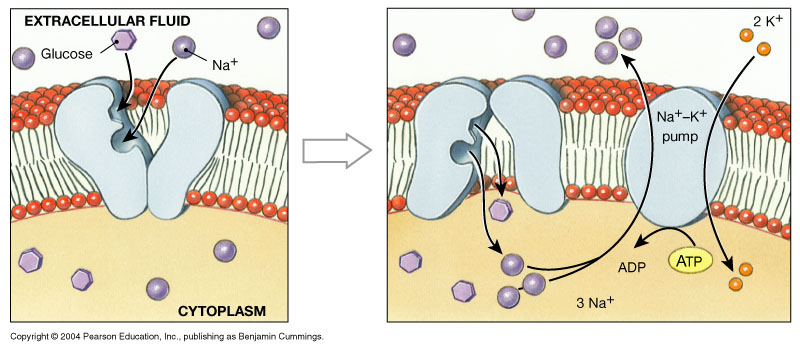 EXTRACELLULAR FLUID
Glucose
Na⁺
CYTOPLASM
2 K⁺
Na⁺–K⁺
pump
ADP
ATP
3 Na⁺
Copyright © 2004 Pearson Education, Inc., publishing as Benjamin Cummings.